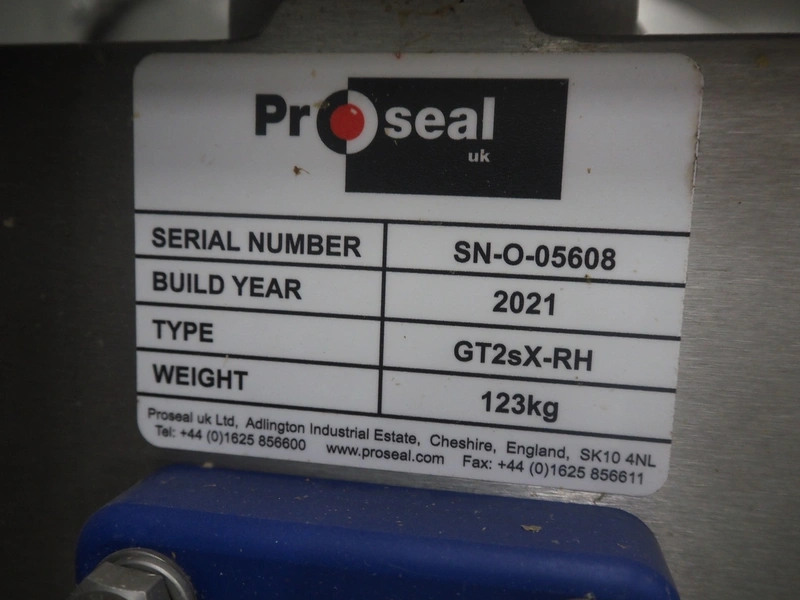 Proseal
uk
SERIAL NUMBER SN-O-05608
BUILD YEAR 2021
TYPE GT2sX-RH
WEIGHT 123kg
Proseal uk Ltd, Adlington Industrial Estate, Cheshire, England, SK10 4NL
Tel: +44 (0)1625 856600 www.proseal.com Fax: +44 (0)1625 856611